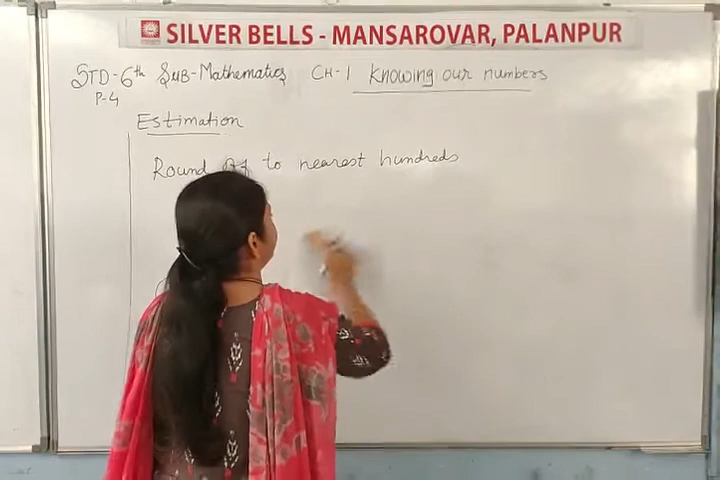 SILVER BELLS - MANSAROVAR, PALANPUR
STD-6th SUB-Mathematics CH-1 Knowing our numbers
P-4
Estimation
Round Of to nearest hundreds